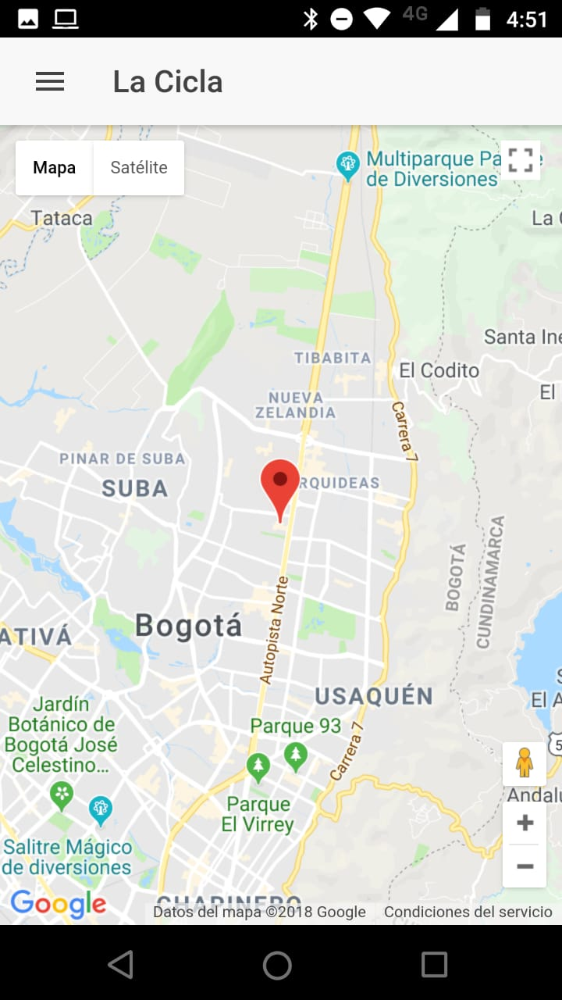 4G
4:51
La Cicla
Mapa
Satélite
Multiparque Pa
de Diversiones
Tataca
La
Santa Ine
TIBABITA
El Codito
El
NUEVA
ZELANDIA
Carrera 7
PINAR DE SUBA
SUBA
RQUIDEAS
BOGOTÁ
CUNDINAMARCA
Autopista Norte
Bogotá
ATIVÁ
USAQUÉN
El A
Jardín
Botánico de
Bogotá José
Celestino...
Parque 93
Carrera 7
5
Parque
El Virrey
Andalu
Salitre Mágico
de diversiones
CHAPINERO
Google
Datos del mapa ©2018 Google
Condiciones del servicio